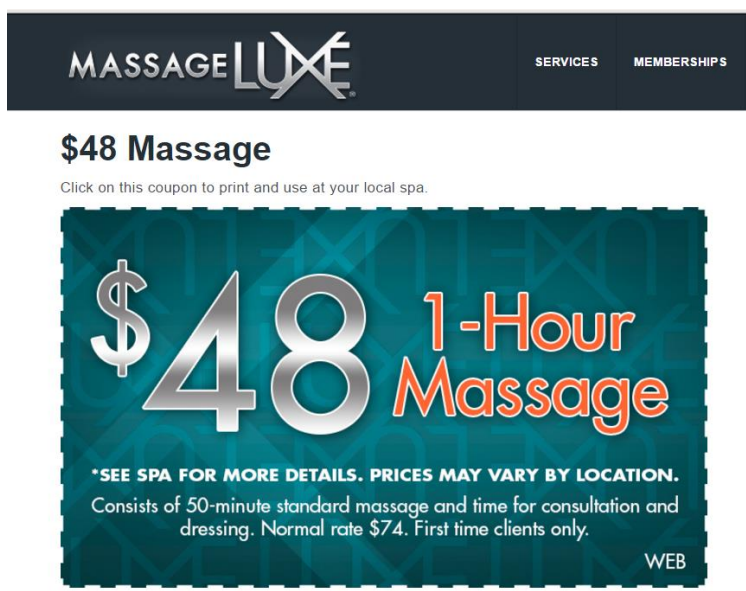 MASSAGE LUXE®
SERVICES
MEMBERSHIPS
$48 Massage
Click on this coupon to print and use at your local spa.
$48
1-Hour
Massage
*SEE SPA FOR MORE DETAILS. PRICES MAY VARY BY LOCATION.
Consists of 50-minute standard massage and time for consultation and
dressing. Normal rate $74. First time clients only.
WEB